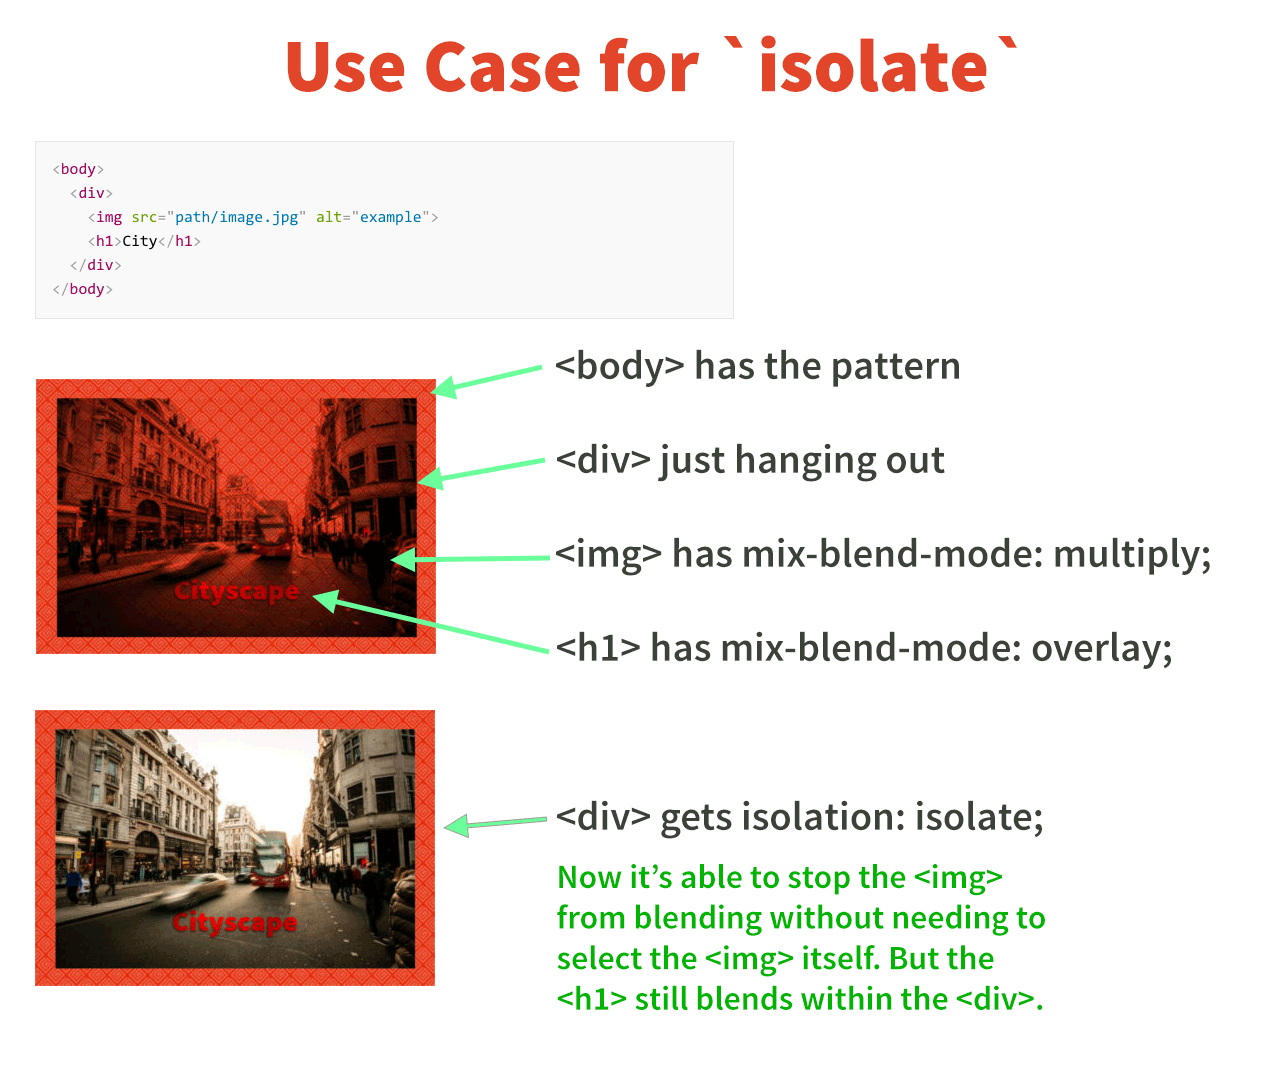 Use Case for `isolate`
<body>
<div>
<img src="path/image.jpg" alt="example">
<h1>City</h1>
</div>
</body>
<body> has the pattern
<div> just hanging out
<img> has mix-blend-mode: multiply;
Cityscape
<h1> has mix-blend-mode: overlay;
<div> gets isolation: isolate;
Now it’s able to stop the <img>
from blending without needing to
select the <img> itself. But the
<h1> still blends within the <div>.
Cityscape